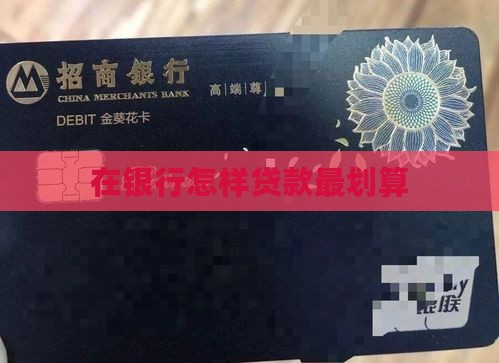 招商银行
CHINA MERCHANTS BANK
高端尊
DEBIT 金葵花卡
在银行怎样贷款最划算
银联